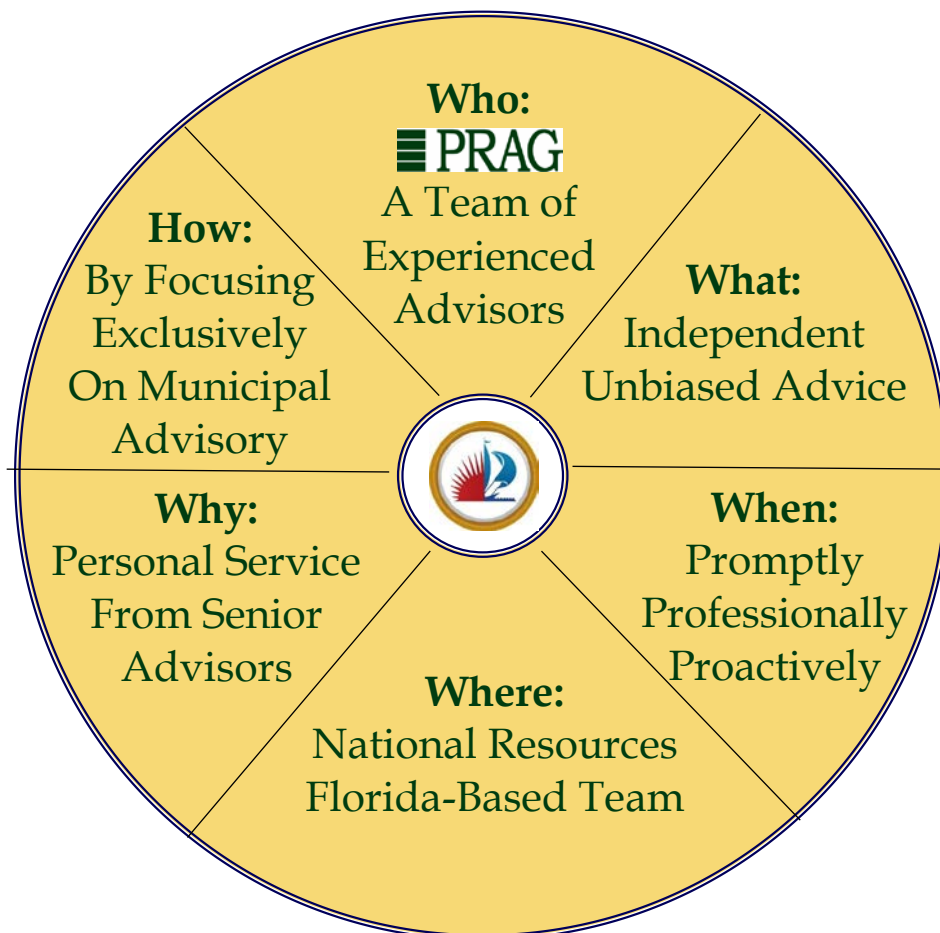 Who:
PRAG
A Team of
Experienced
Advisors
What:
Independent
Unbiased Advice
When:
Promptly
Professionally
Proactively
Where:
National Resources
Florida-Based Team
Why:
Personal Service
From Senior
Advisors
How:
By Focusing
Exclusively
On Municipal
Advisory